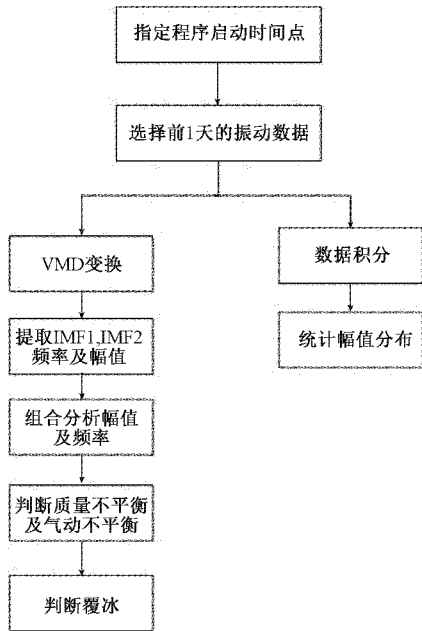 指定程序启动时间点
选择前1天的振动数据
VMD变换
提取IMF1,IMF2
频率及幅值
组合分析幅值
及频率
判断质量不平衡
及气动不平衡
判断覆冰
数据积分
统计幅值分布